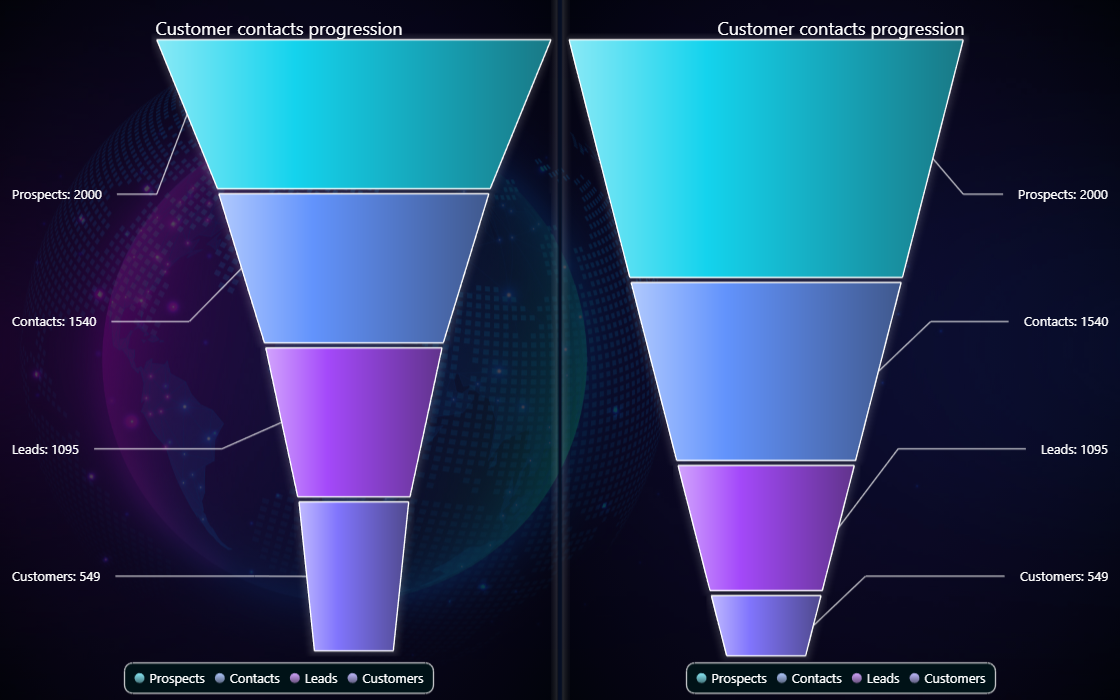 Customer contacts progression
Prospects: 2000
Contacts: 1540
Leads: 1095
Customers: 549
Prospects Contacts Leads Customers
Customer contacts progression
Prospects: 2000
Contacts: 1540
Leads: 1095
Customers: 549
Prospects Contacts Leads Customers